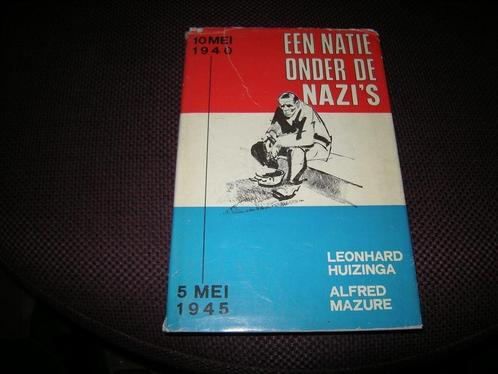 10 MEI
1940
EEN NATIE
ONDER DE
NAZI'S
LEONHARD
HUIZINGA
ALFRED
MAZURE
5 MEI
1945